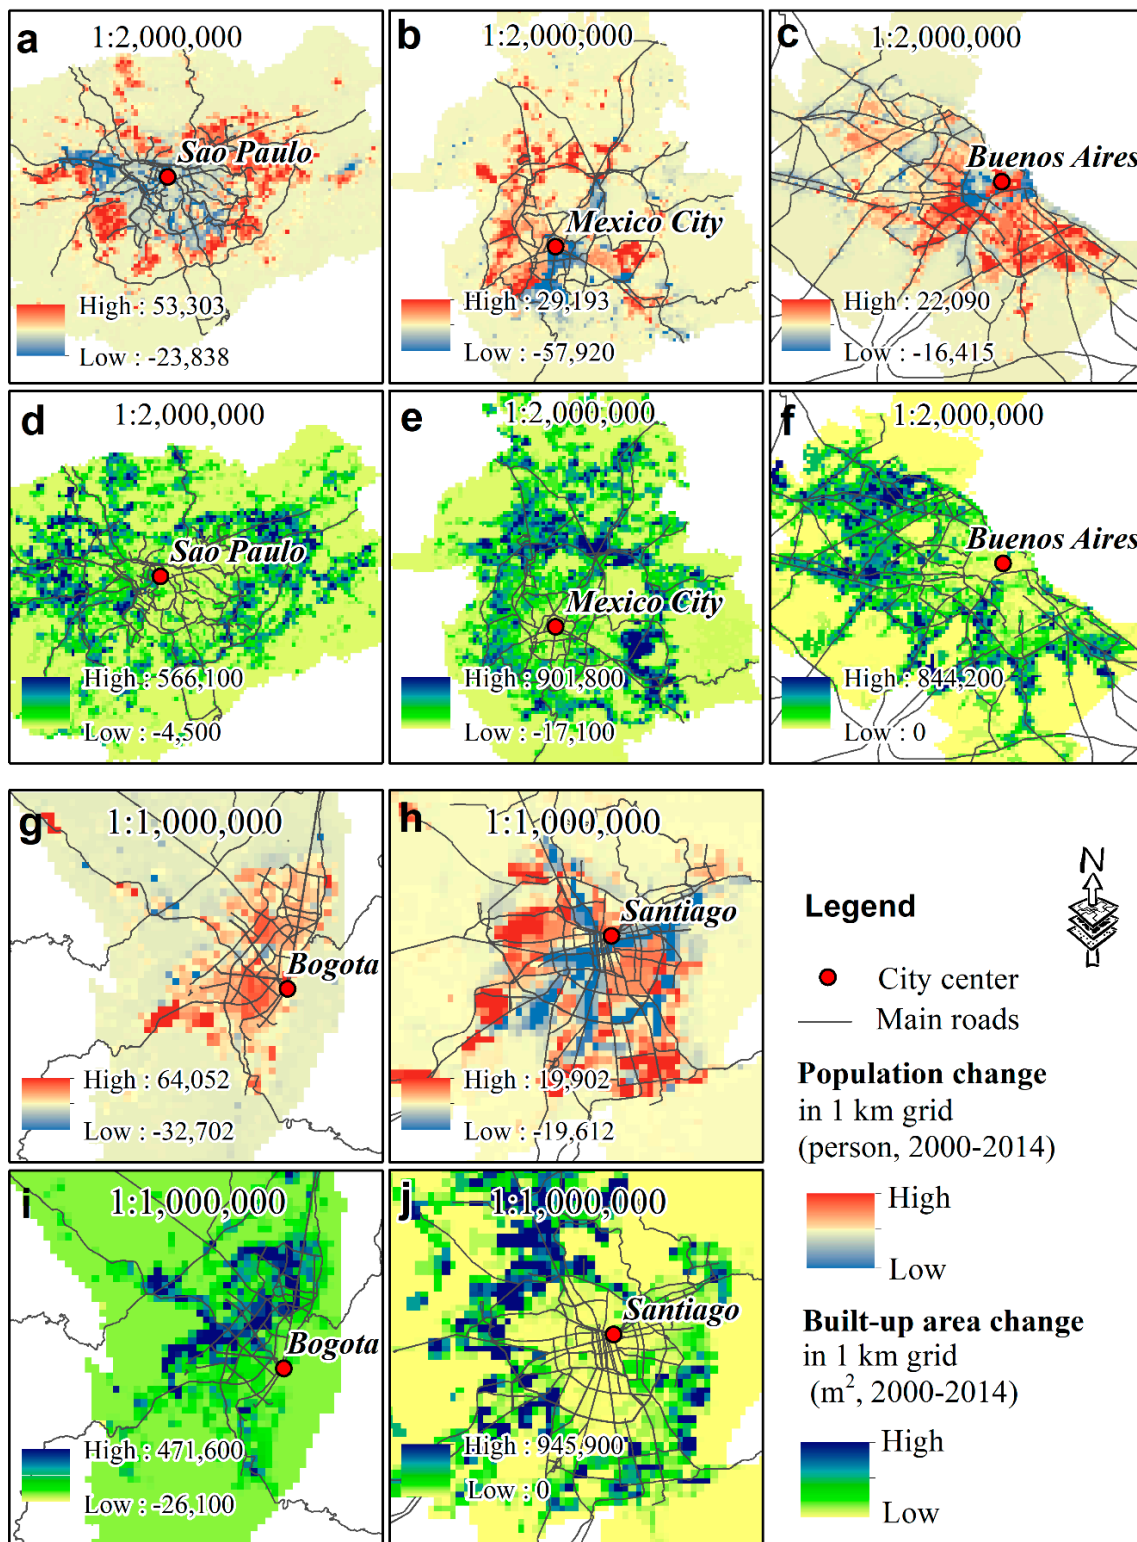 a
1:2,000,000
Sao Paulo
High : 53,303
Low : -23,838
b
1:2,000,000
Mexico City
High : 29,193
Low : -57,920
c
1:2,000,000
Buenos Aires
High : 22,090
Low : -16,415
d
1:2,000,000
Sao Paulo
High : 566,100
Low : -4,500
e
1:2,000,000
Mexico City
High : 901,800
Low : -17,100
f
1:2,000,000
Buenos Aires
High : 844,200
Low : 0
g
1:1,000,000
Bogota
High : 64,052
Low : -32,702
h
1:1,000,000
Santiago
High : 19,902
Low : -19,612
i
1:1,000,000
Bogota
High : 471,600
Low : -26,100
j
1:1,000,000
Santiago
High : 945,900
Low : 0
N
Legend
City center
Main roads
Population change
in 1 km grid
(person, 2000-2014)
High
Low
Built-up area change
in 1 km grid
(m², 2000-2014)
High
Low